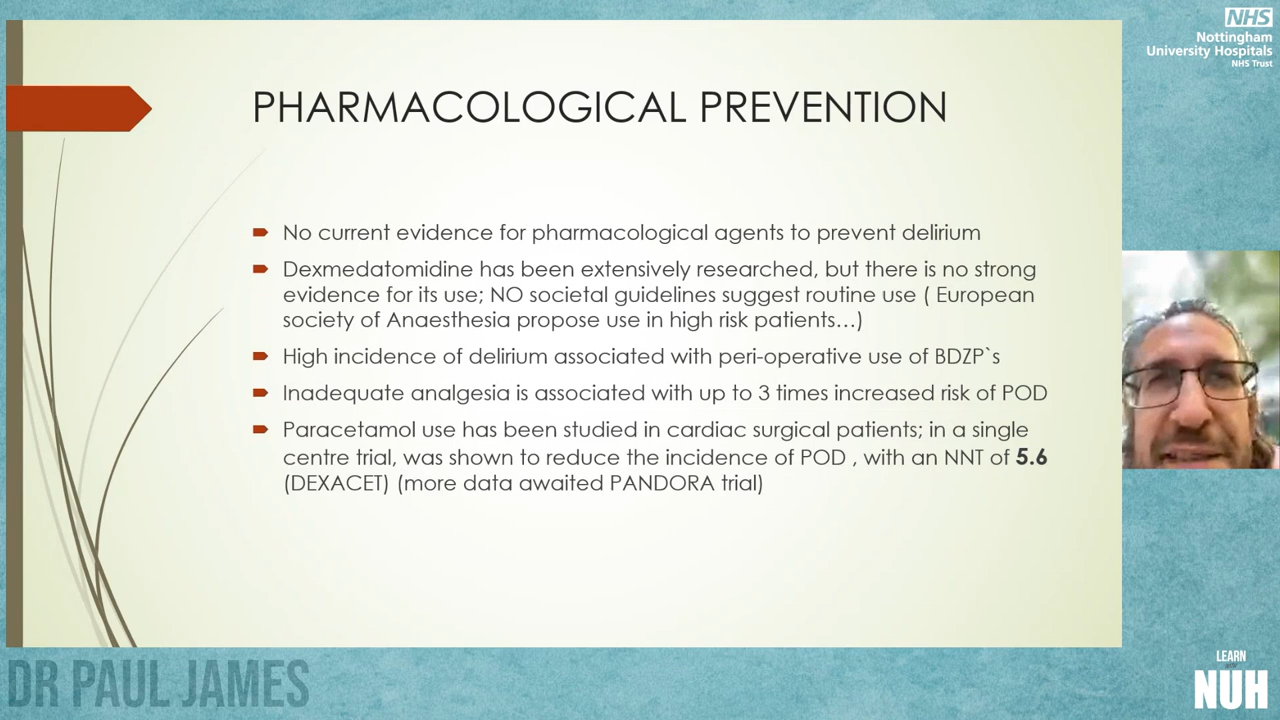 NHS
Nottingham
University Hospitals
NHS Trust
PHARMACOLOGICAL PREVENTION
No current evidence for pharmacological agents to prevent delirium
Dexmedatomidine has been extensively researched, but there is no strong
evidence for its use; NO societal guidelines suggest routine use ( European
society of Anaesthesia propose use in high risk patients…)
High incidence of delirium associated with peri-operative use of BDZP`s
Inadequate analgesia is associated with up to 3 times increased risk of POD
Paracetamol use has been studied in cardiac surgical patients; in a single
centre trial, was shown to reduce the incidence of POD , with an NNT of 5.6
(DEXACET) (more data awaited PANDORA trial)
DR PAUL JAMES
LEARN
NUH